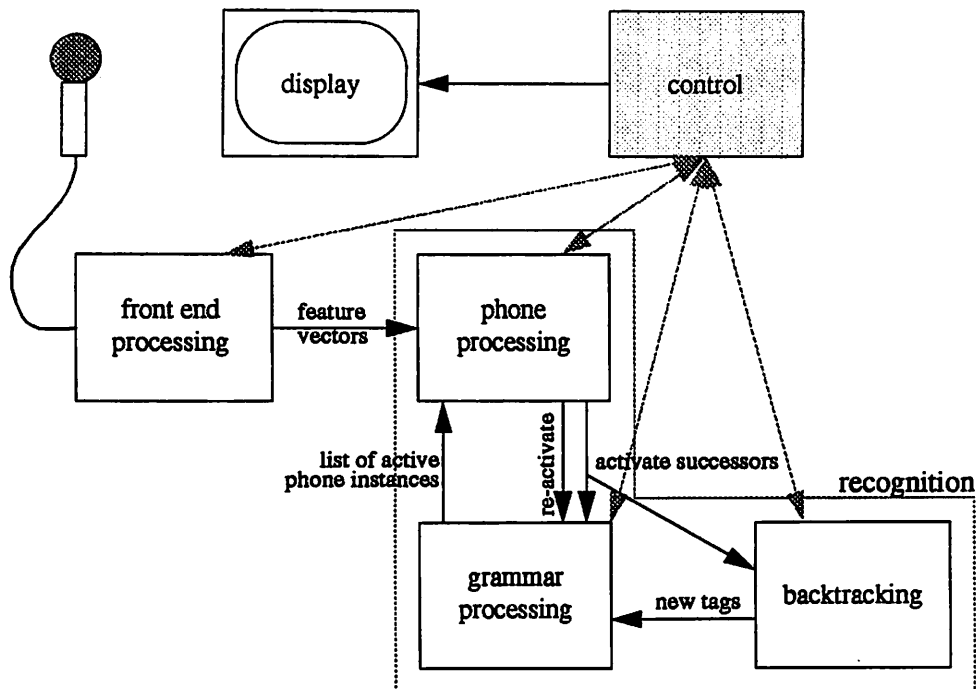 display
control
front end
processing
feature
vectors
phone
processing
list of active
phone instances
re-activate
activate successors
recognition
grammar
processing
new tags
backtracking